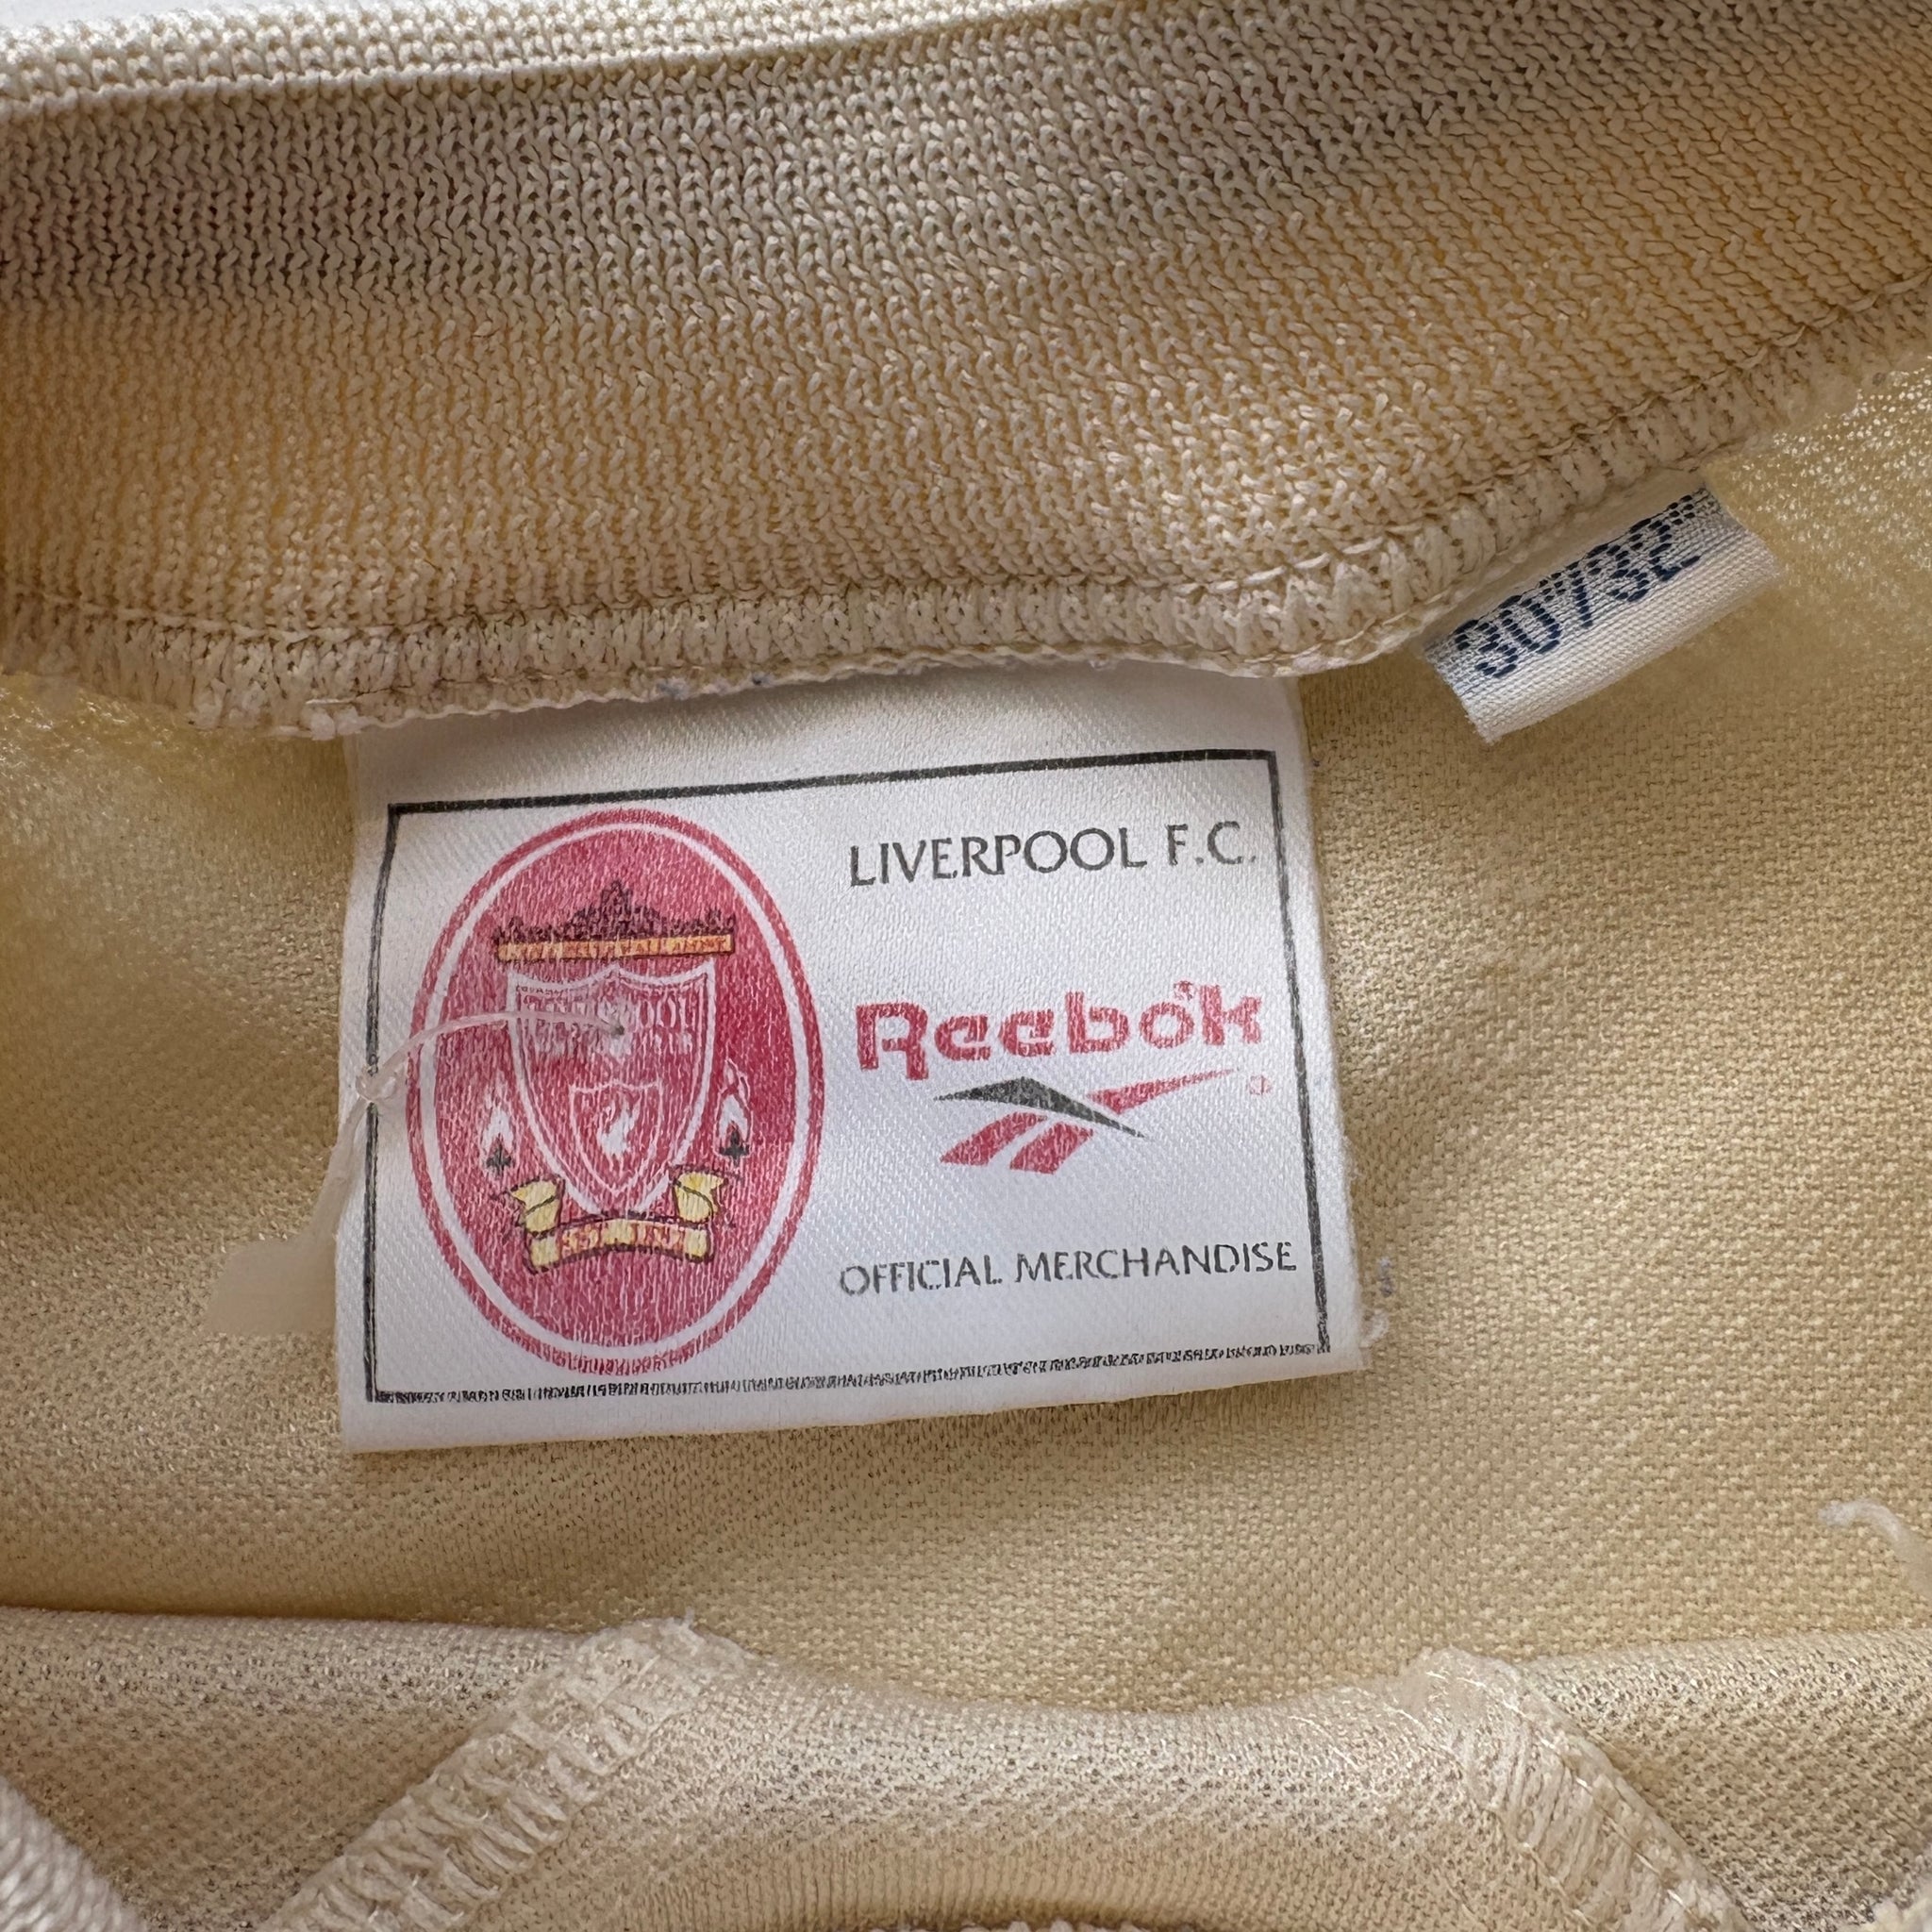 30"/32"
LIVERPOOL F.C.
Reebok
®
OFFICIAL MERCHANDISE